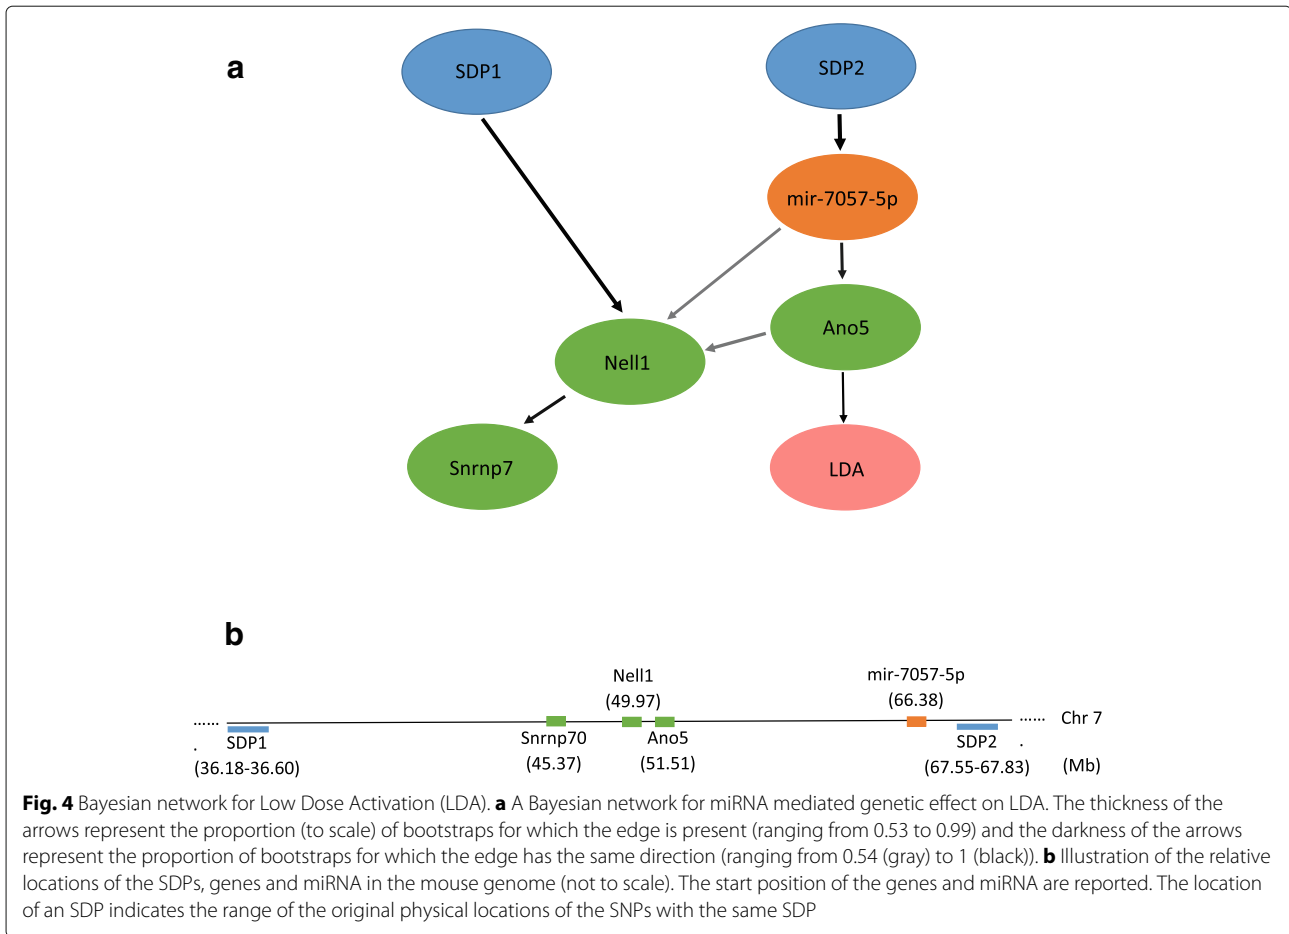 a
SDP1
SDP2
mir-7057-5p
Ano5
Nell1
Snrnp7
LDA
b
Nell1
(49.97)
mir-7057-5p
(66.38)
...... ...... Chr 7
. SDP1
(36.18-36.60)
Snrnp70
(45.37)
Ano5
(51.51)
SDP2 .
(67.55-67.83)
(Mb)
Fig. 4 Bayesian network for Low Dose Activation (LDA). a A Bayesian network for miRNA mediated genetic effect on LDA. The thickness of the
arrows represent the proportion (to scale) of bootstraps for which the edge is present (ranging from 0.53 to 0.99) and the darkness of the arrows
represent the proportion of bootstraps for which the edge has the same direction (ranging from 0.54 (gray) to 1 (black)). b Illustration of the relative
locations of the SDPs, genes and miRNA in the mouse genome (not to scale). The start position of the genes and miRNA are reported. The location
of an SDP indicates the range of the original physical locations of the SNPs with the same SDP